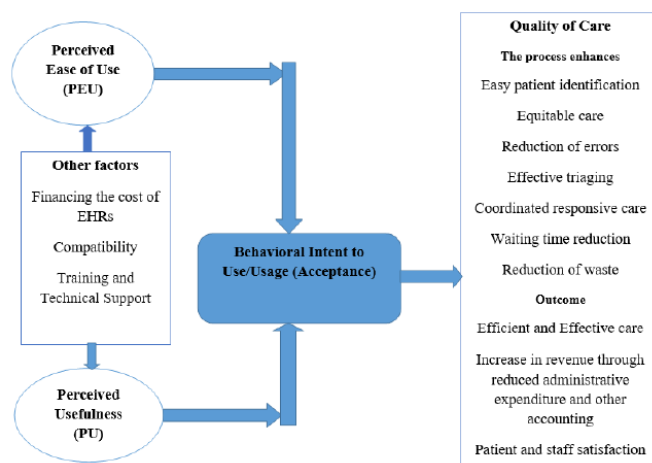 Perceived
Ease of Use
(PEU)
Other factors
Financing the cost of
EHRs
Compatibility
Training and
Technical Support
Perceived
Usefulness
(PU)
Behavioral Intent to
Use/Usage (Acceptance)
Quality of Care
The process enhances
Easy patient identification
Equitable care
Reduction of errors
Effective triaging
Coordinated responsive care
Waiting time reduction
Reduction of waste
Outcome
Efficient and Effective care
Increase in revenue through
reduced administrative
expenditure and other
accounting
Patient and staff satisfaction